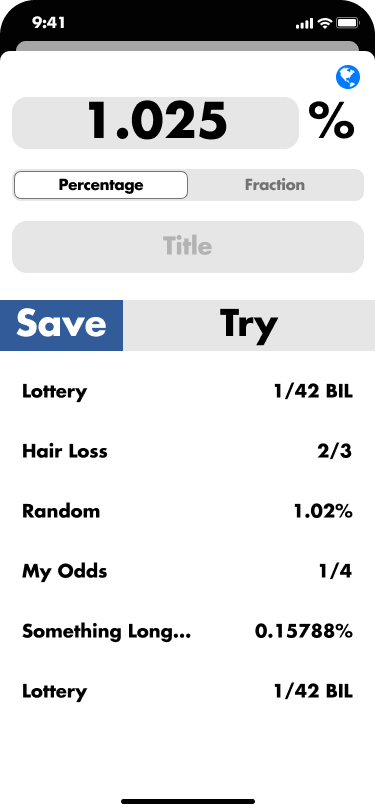 9:41
1.025 %
Percentage Fraction
Title
Save Try
Lottery 1/42 BIL
Hair Loss 2/3
Random 1.02%
My Odds 1/4
Something Long... 0.15788%
Lottery 1/42 BIL